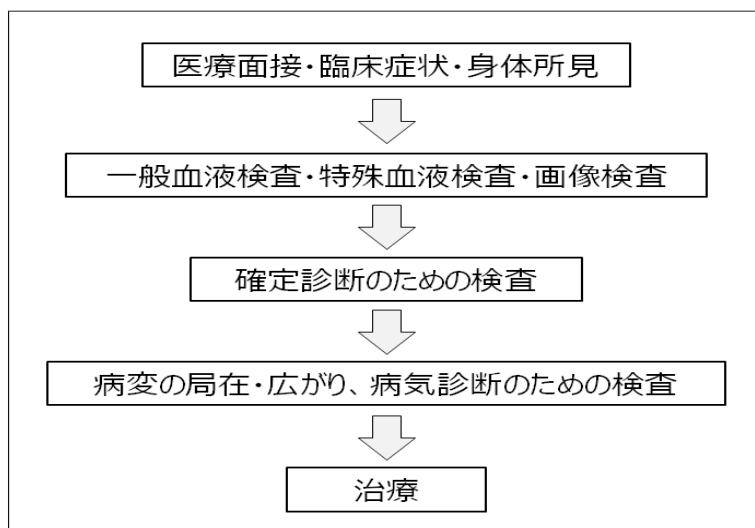 医療面接・臨床症状・身体所見
一般血液検査・特殊血液検査・画像検査
確定診断のための検査
病変の局在・広がり、病気診断のための検査
治療